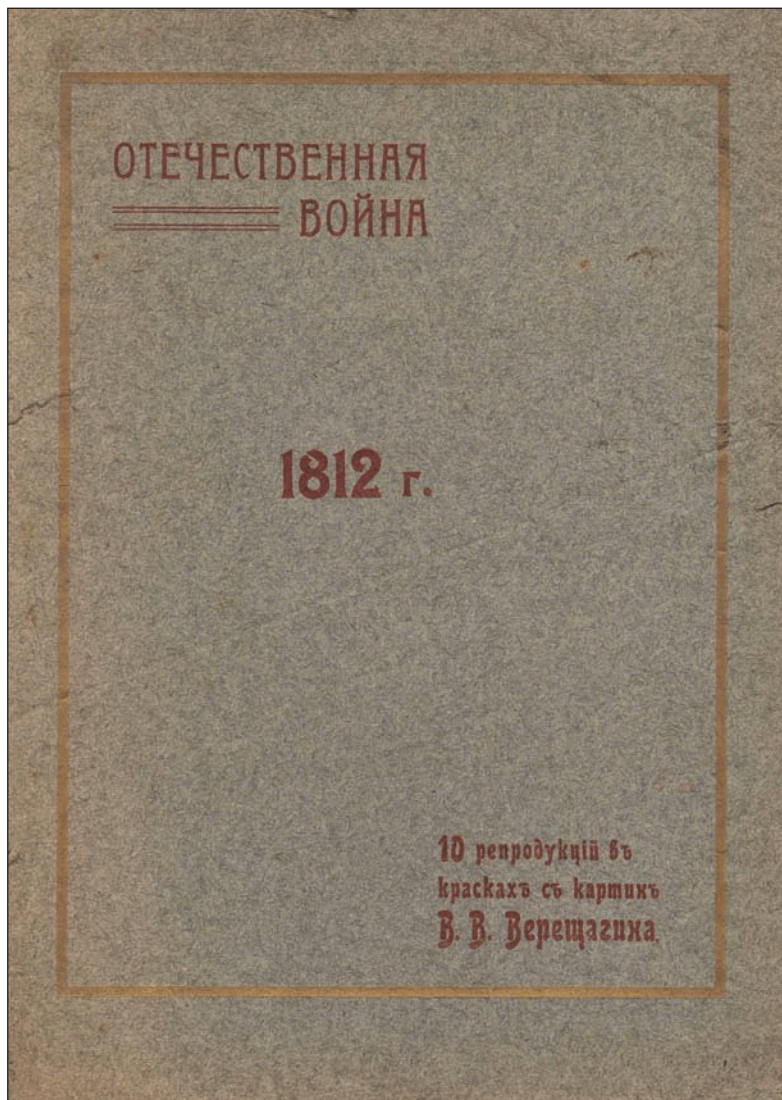 ОТЕЧЕСТВЕННАЯ
ВОЙНА
1812 г.
10 репродукцій въ
краскахъ съ картинъ
В. В. Верещагина.